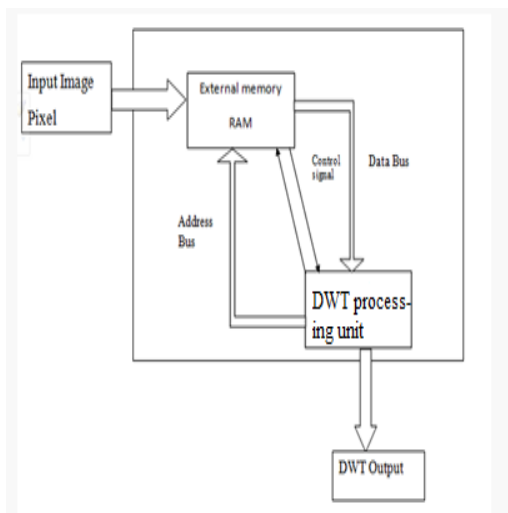 Input Image
Pixel
External memory
RAM
Control
signal
Data Bus
Address
Bus
DWT process-
ing unit
DWT Output